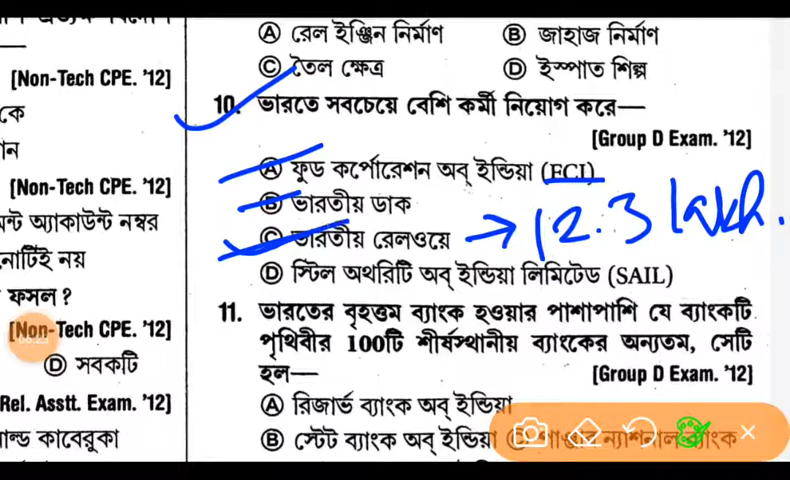 [Non-Tech CPE. '12]
কে
ান
[Non-Tech CPE. '12]
ন্ট অ্যাকাউন্ট নম্বর
নোটিই নয়
ফসল ?
[Non-Tech CPE. '12]
06:23
D সবকটি
Rel. Asstt. Exam. '12]
াল্ড কাবেরুকা
A রেল ইঞ্জিন নির্মাণ B জাহাজ নির্মাণ
C তৈল ক্ষেত্র D ইস্পাত শিল্প
10. ভারতে সবচেয়ে বেশি কর্মী নিয়োগ করে—
[Group D Exam. '12]
A ফুড কর্পোরেশন অব্ ইন্ডিয়া (FCI)
B ভারতীয় ডাক
C ভারতীয় রেলওয়ে → 12.3 lakh.
D স্টিল অথরিটি অব্ ইন্ডিয়া লিমিটেড (SAIL)
11. ভারতের বৃহত্তম ব্যাংক হওয়ার পাশাপাশি যে ব্যাংকটি
পৃথিবীর 100টি শীর্ষস্থানীয় ব্যাংকের অন্যতম, সেটি
হল— [Group D Exam. '12]
A রিজার্ভ ব্যাংক অব্ ইন্ডিয়া
B স্টেট ব্যাংক অব্ ইন্ডিয়া C পাঞ্জাব ন্যাশনাল ব্যাংক